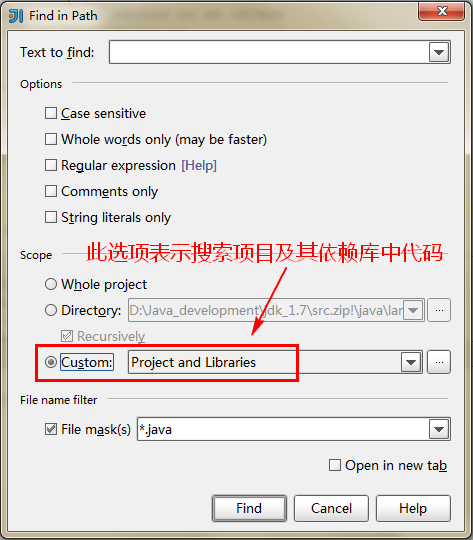 Find in Path
Text to find:
Options
Case sensitive
Whole words only (may be faster)
Regular expression [Help]
Comments only
String literals only
此选项表示搜索项目及其依赖库中代码
Scope
Whole project
Directory: D:\Java_development\jdk_1.7\src.zip!\java\lan ...
Recursively
Custom: Project and Libraries ...
File name filter
File mask(s) *.java
Open in new tab
Find Cancel Help